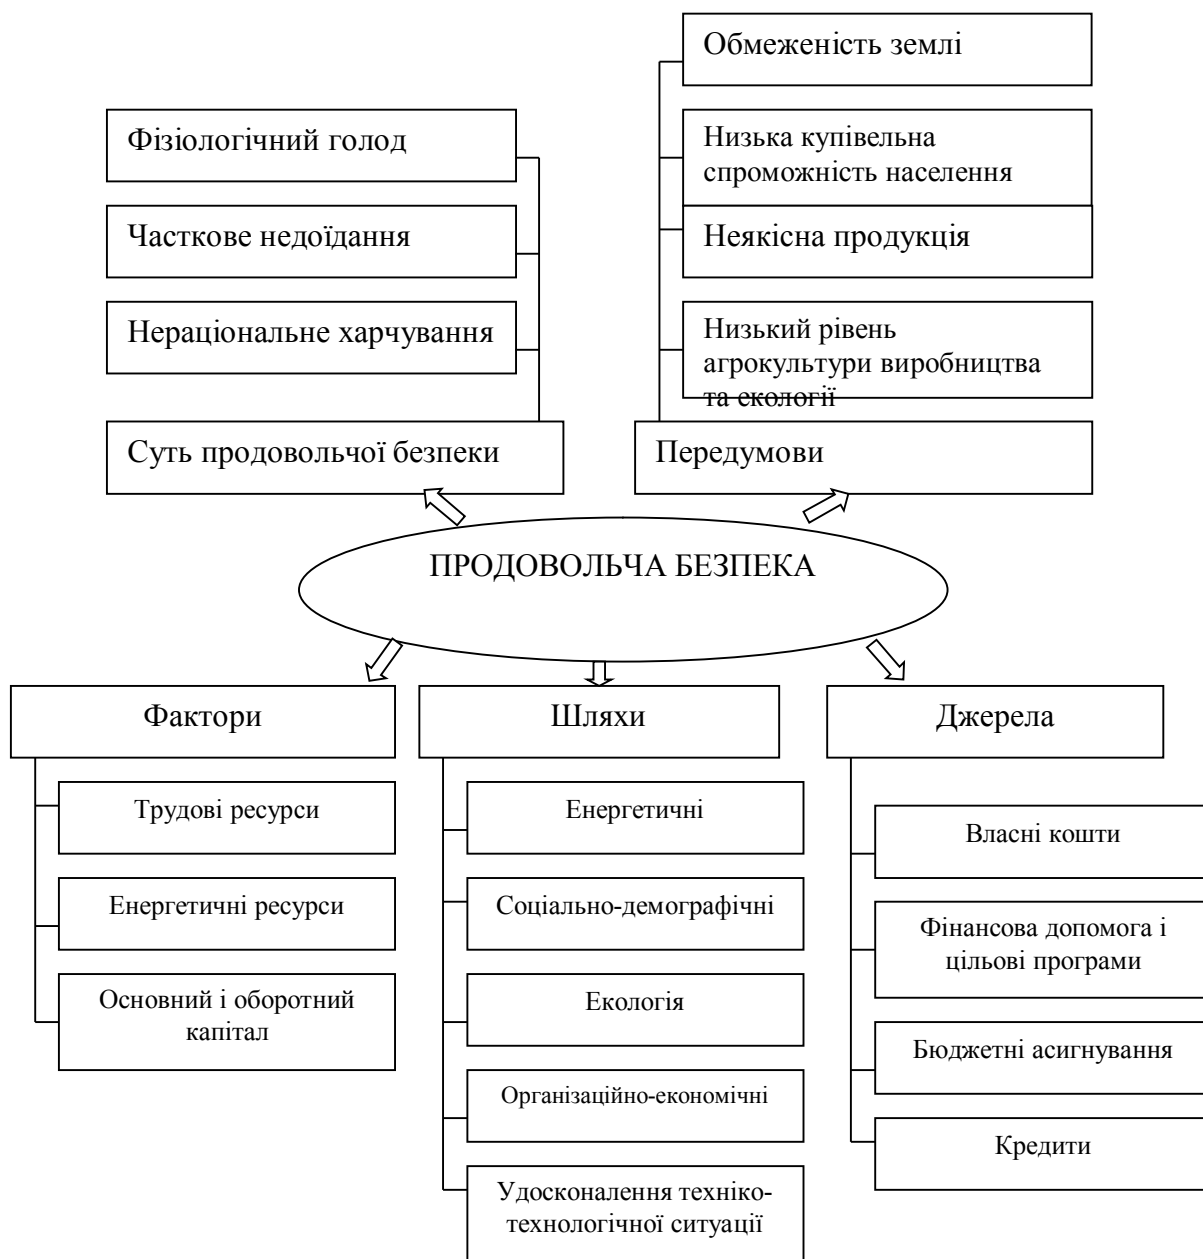 Обмеженість землі
Фізіологічний голод
Низька купівельна
спроможність населення
Часткове недоїдання
Неякісна продукція
Нераціональне харчування
Низький рівень
агрокультури виробництва
та екології
Суть продовольчої безпеки
Передумови
ПРОДОВОЛЬЧА БЕЗПЕКА
Фактори
Шляхи
Джерела
Трудові ресурси
Енергетичні ресурси
Основний і оборотний
капітал
Енергетичні
Соціально-демографічні
Екологія
Організаційно-економічні
Удосконалення техніко-
технологічної ситуації
Власні кошти
Фінансова допомога і
цільові програми
Бюджетні асигнування
Кредити